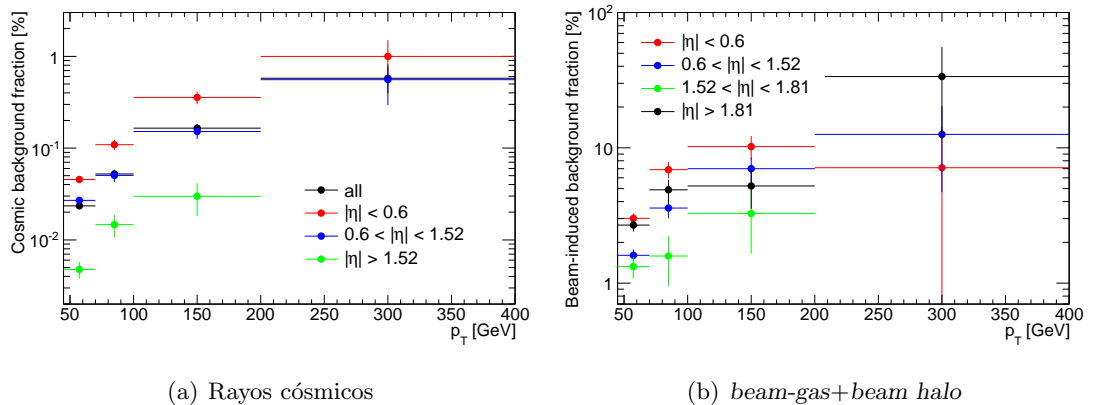 Cosmic background fraction [%]
1
10⁻¹
10⁻²
all
|η| < 0.6
0.6 < |η| < 1.52
|η| > 1.52
50 100 150 200 250 300 350 400
p_T [GeV]
(a) Rayos cósmicos
Beam-induced background fraction [%]
10²
10
1
|η| < 0.6
0.6 < |η| < 1.52
1.52 < |η| < 1.81
|η| > 1.81
50 100 150 200 250 300 350 400
p_T [GeV]
(b) beam-gas+beam halo